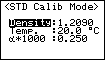 <STD Calib Mode>
Density:1.2090
Temp. :20.0 °C
α*1000 :0.250